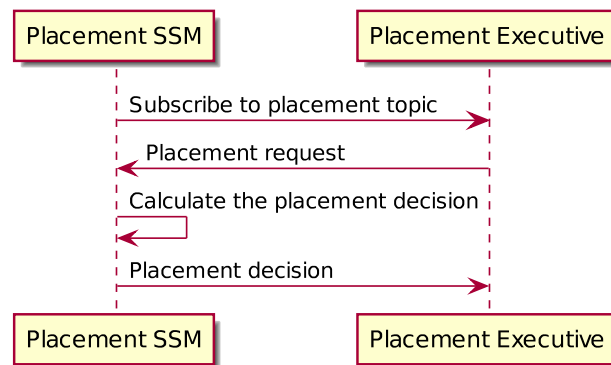 Placement SSM
Placement Executive
Subscribe to placement topic
Placement request
Calculate the placement decision
Placement decision
Placement SSM
Placement Executive